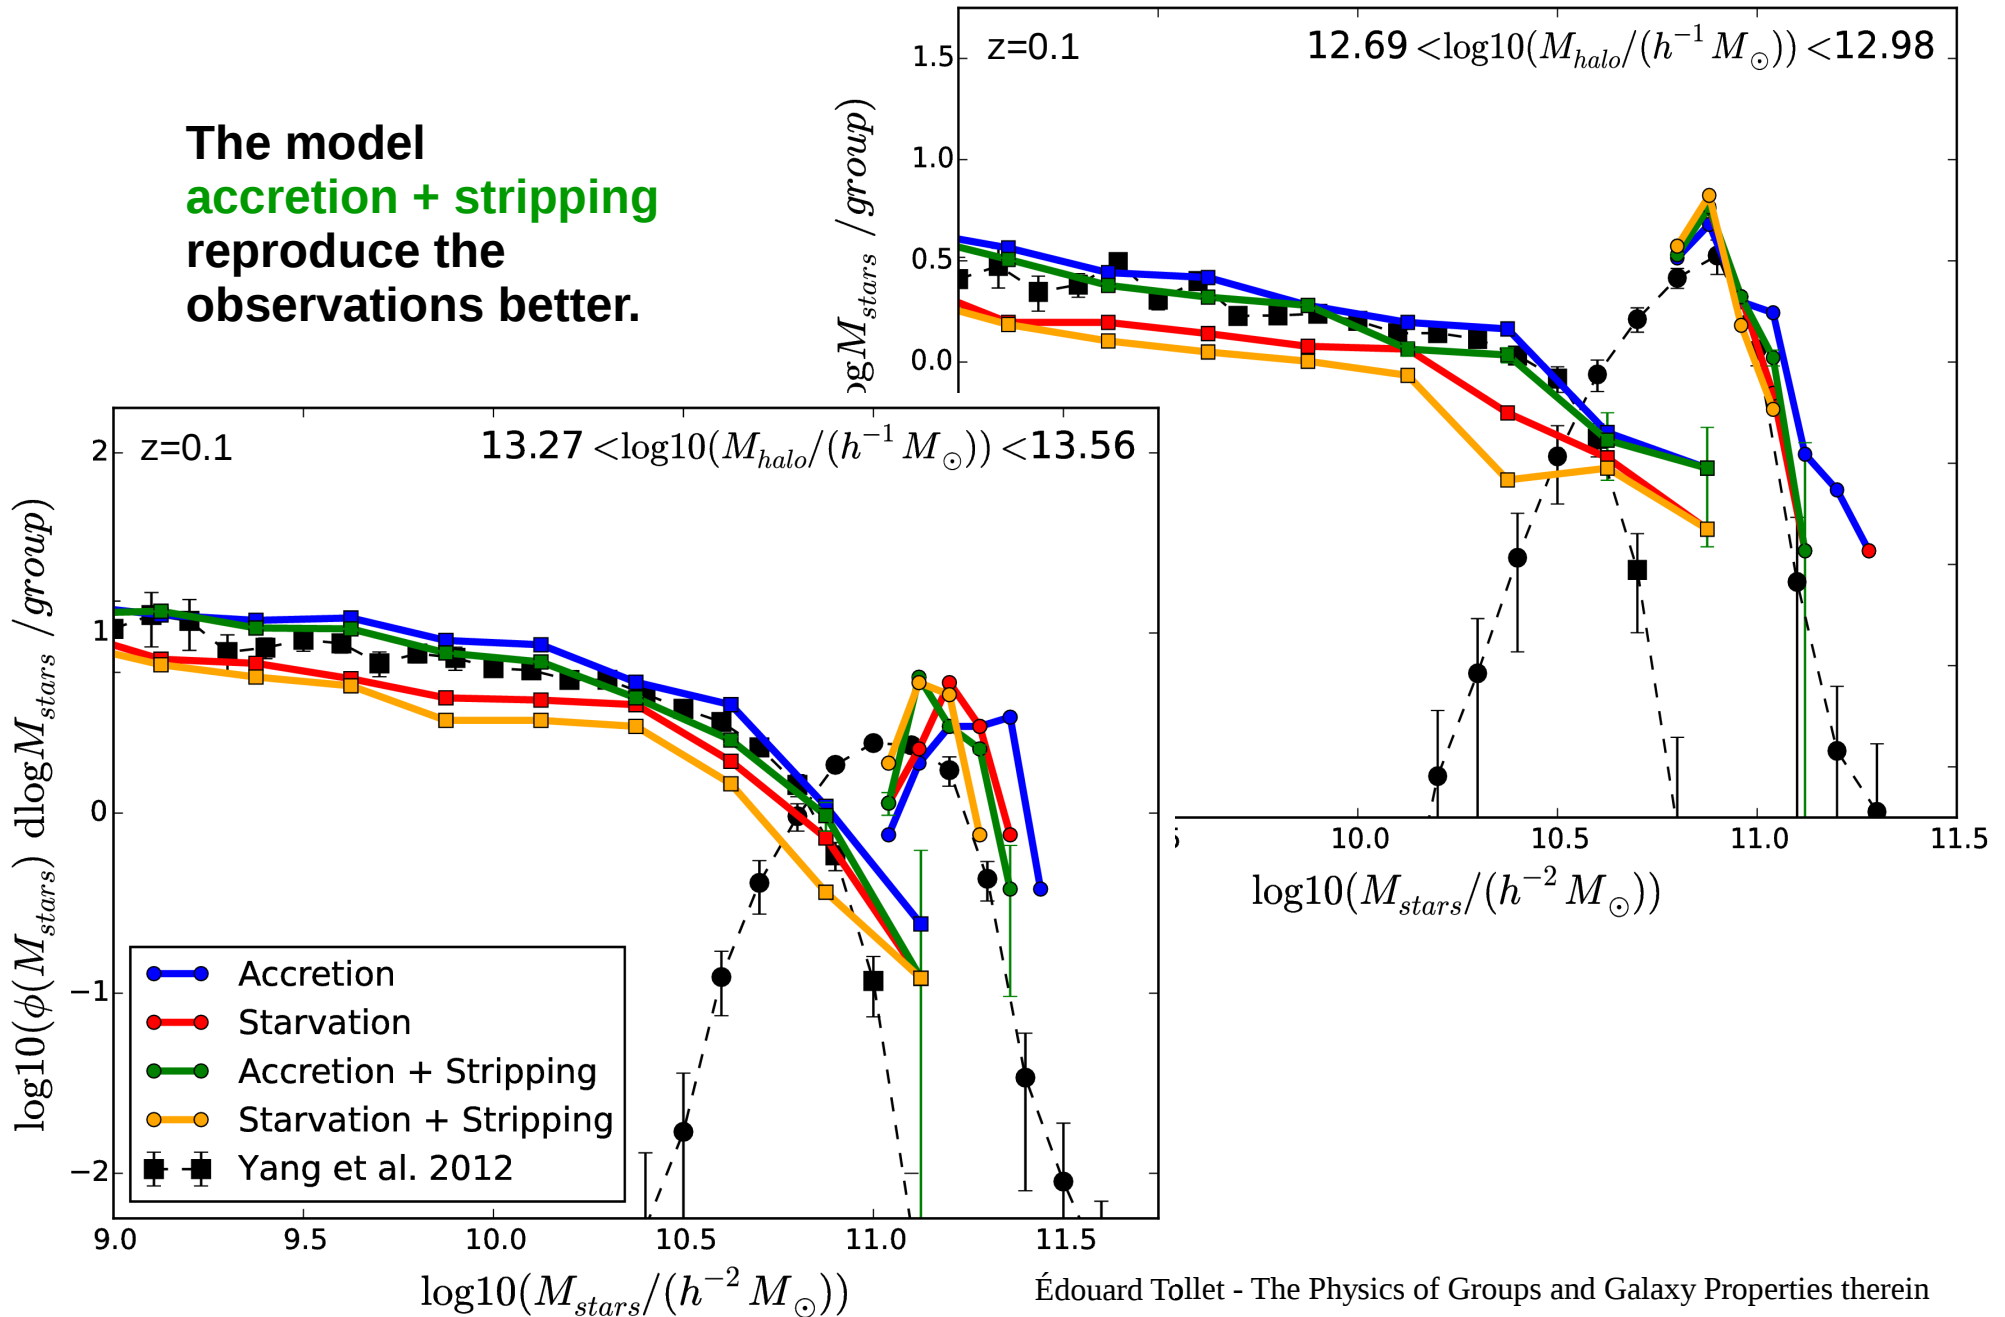 The model
accretion + stripping
reproduce the
observations better.
z=0.1
12.69 <log10(M_halo/(h^{-1} M_⊙)) <12.98
1.5
1.0
0.5
0.0
ogM_stars /group)
10.0 10.5 11.0 11.5
log10(M_stars/(h^{-2} M_⊙))
z=0.1
13.27 <log10(M_halo/(h^{-1} M_⊙)) <13.56
2
1
0
−1
−2
log10(ϕ(M_stars) dlogM_stars /group)
Accretion
Starvation
Accretion + Stripping
Starvation + Stripping
Yang et al. 2012
9.0 9.5 10.0 10.5 11.0 11.5
log10(M_stars/(h^{-2} M_⊙))
Édouard Tollet - The Physics of Groups and Galaxy Properties therein